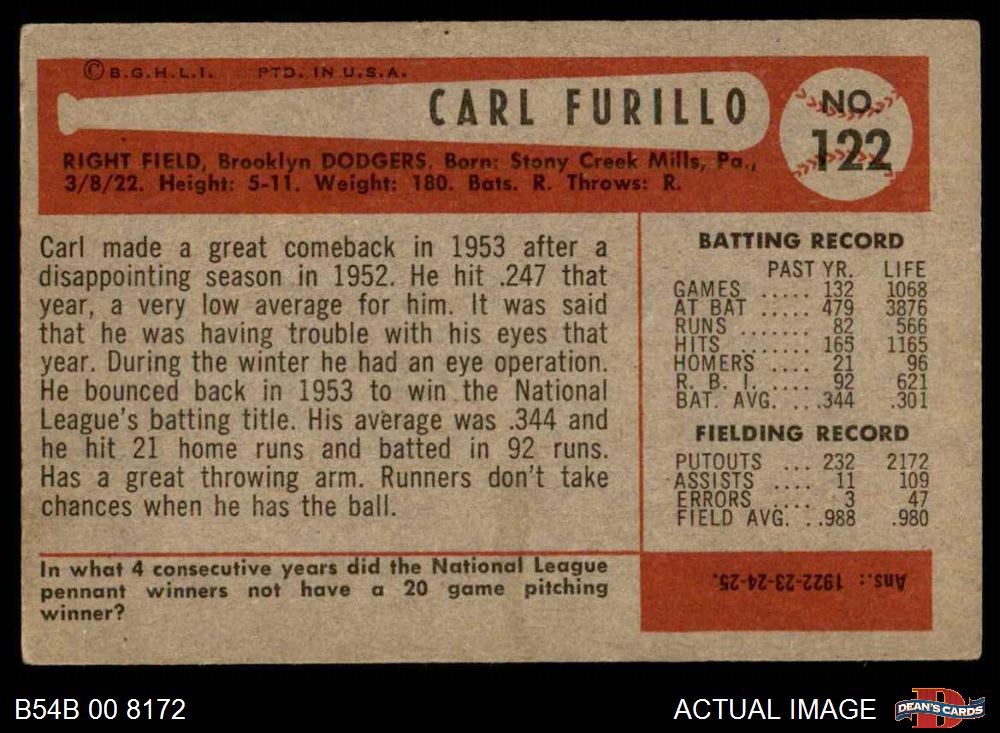 ©B.G.H.L.I. PTD. IN U.S.A.
CARL FURILLO
NO.
122
RIGHT FIELD, Brooklyn DODGERS. Born: Stony Creek Mills, Pa.,
3/8/22. Height: 5-11. Weight: 180. Bats. R. Throws: R.
Carl made a great comeback in 1953 after a
disappointing season in 1952. He hit .247 that
year, a very low average for him. It was said
that he was having trouble with his eyes that
year. During the winter he had an eye operation.
He bounced back in 1953 to win the National
League's batting title. His average was .344 and
he hit 21 home runs and batted in 92 runs.
Has a great throwing arm. Runners don't take
chances when he has the ball.
BATTING RECORD
PAST YR. LIFE
GAMES ..... 132 1068
AT BAT ..... 479 3876
RUNS ....... 82 566
HITS ....... 165 1165
HOMERS .... 21 96
R. B. I. .... 92 621
BAT. AVG. ...344 .301
FIELDING RECORD
PUTOUTS ... 232 2172
ASSISTS .... 11 109
ERRORS ..... 3 47
FIELD AVG. ..988 .980
In what 4 consecutive years did the National League
pennant winners not have a 20 game pitching
winner?
Ans.: 1922-23-24-25.
B54B 00 8172
ACTUAL IMAGE
D
DEAN'S CARDS